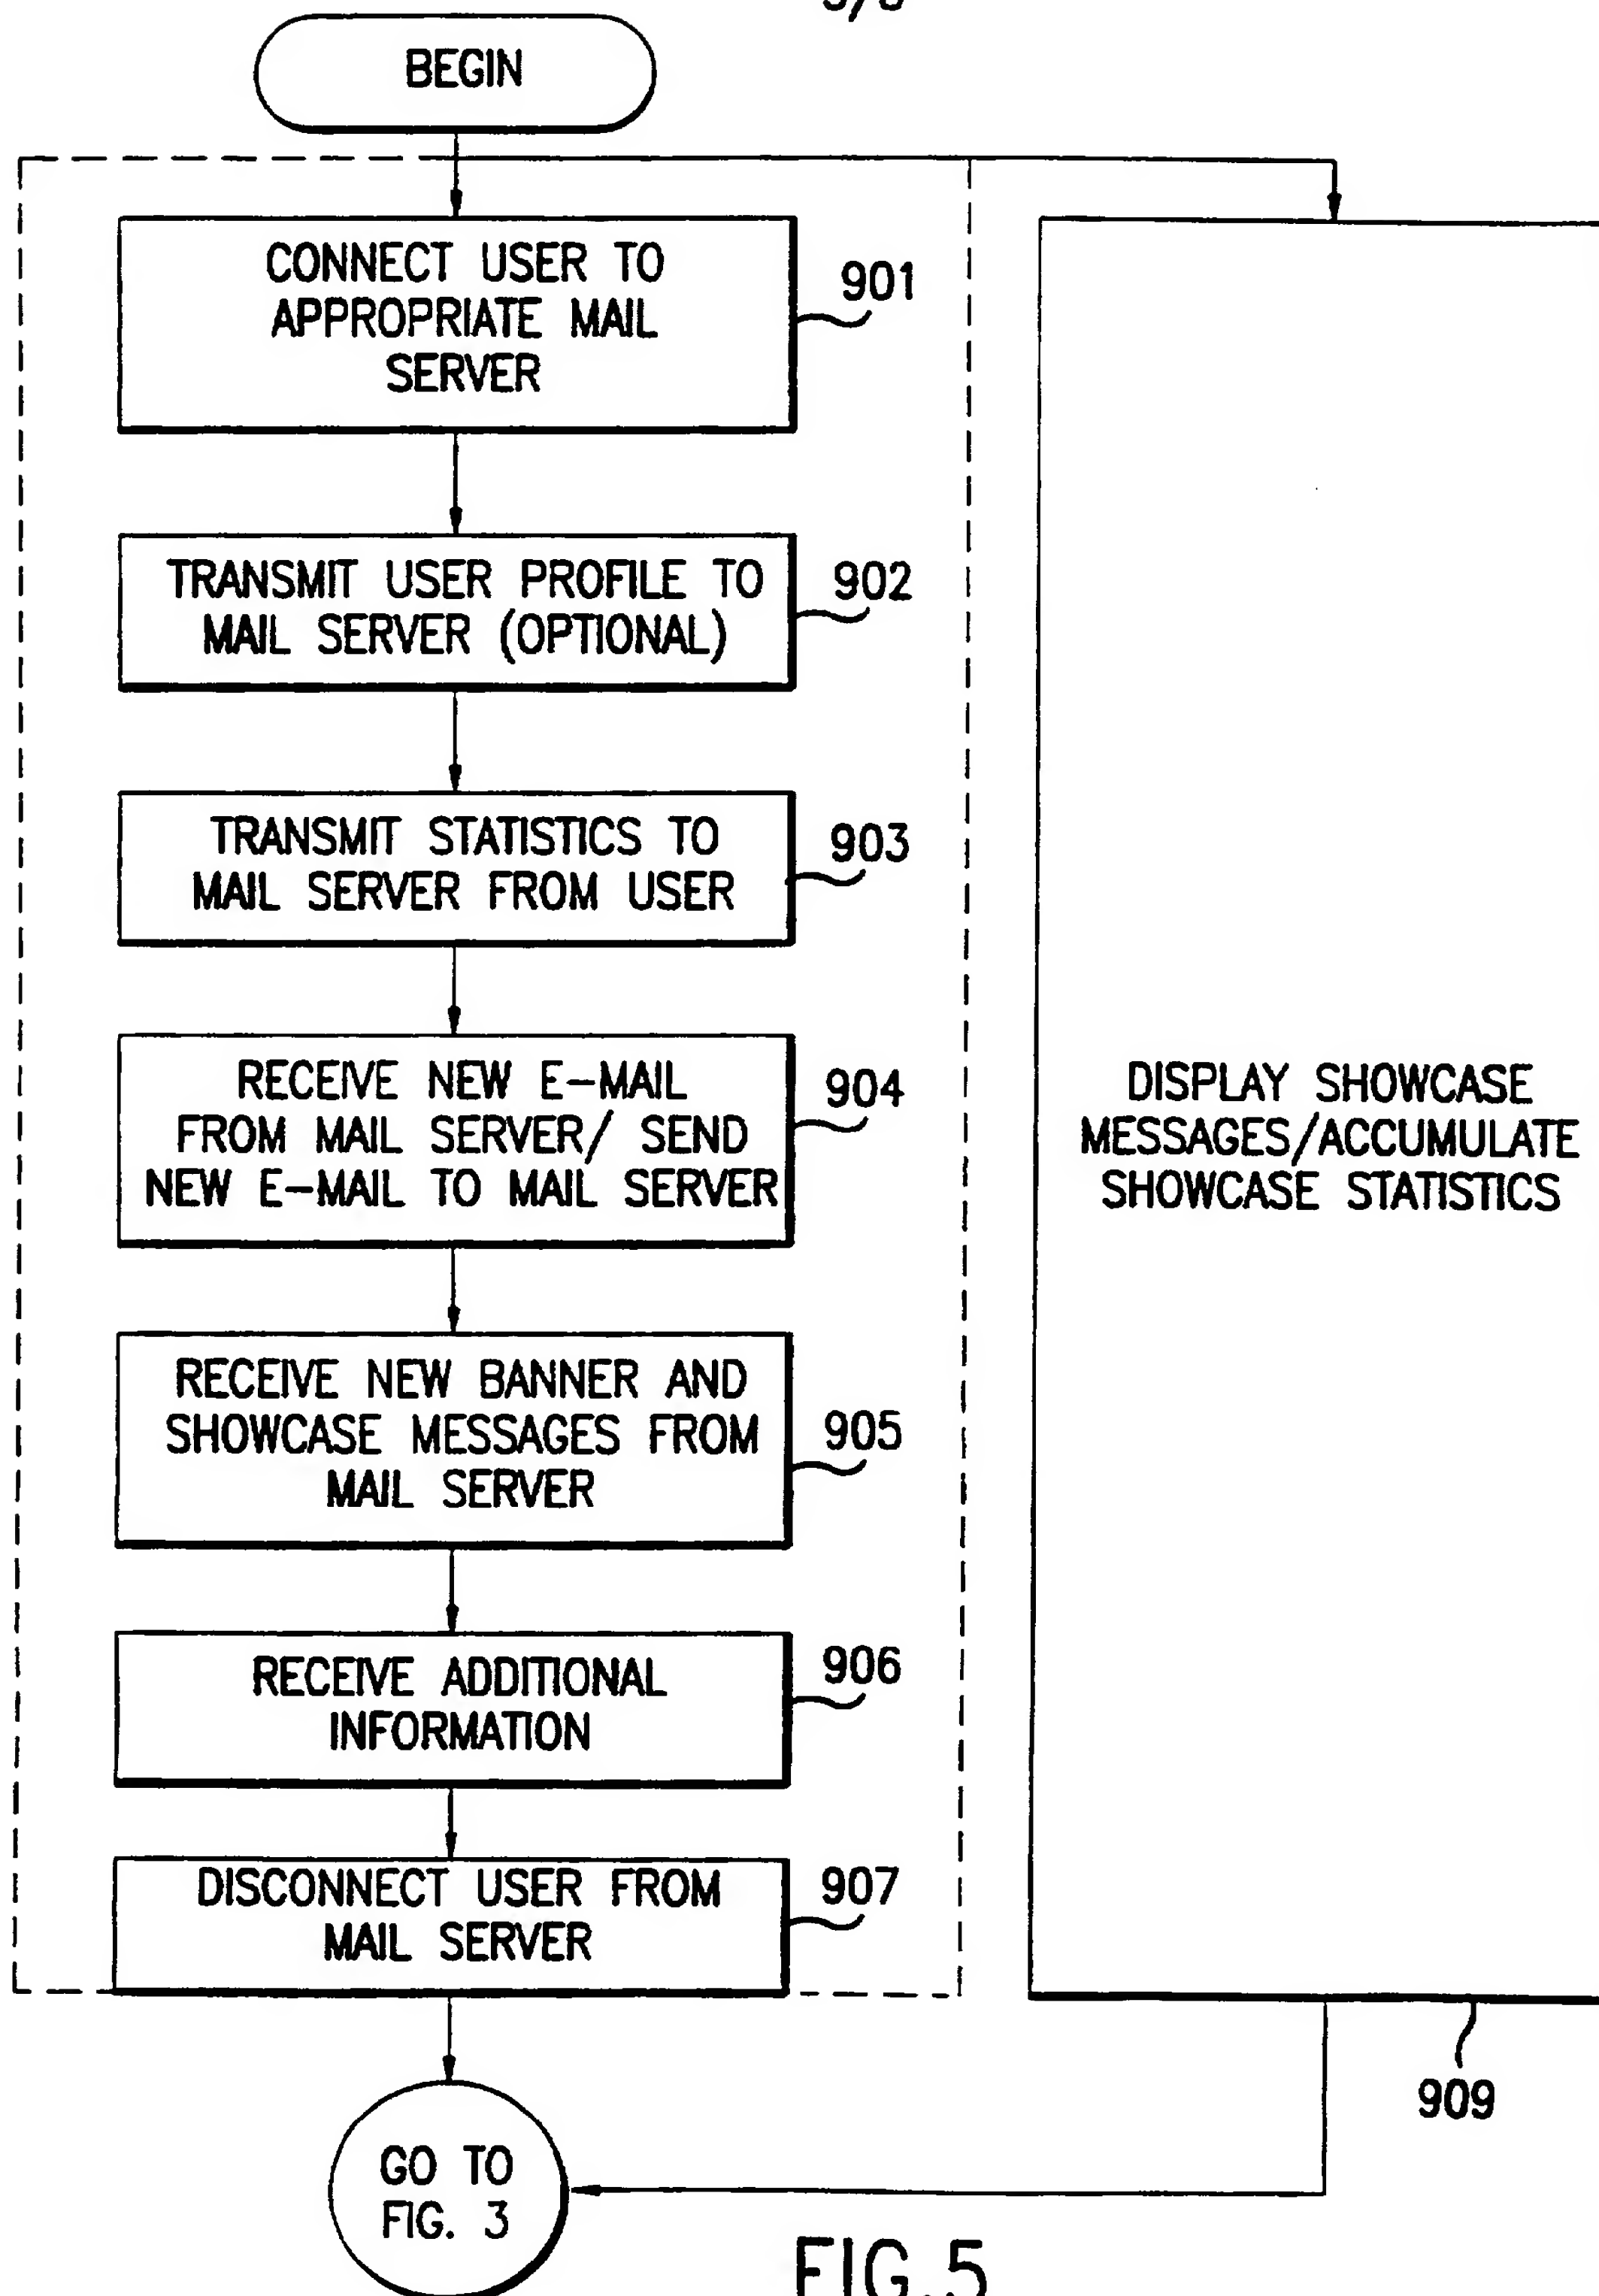 BEGIN
CONNECT USER TO
APPROPRIATE MAIL
SERVER
901
TRANSMIT USER PROFILE TO
MAIL SERVER (OPTIONAL)
902
TRANSMIT STATISTICS TO
MAIL SERVER FROM USER
903
RECEIVE NEW E-MAIL
FROM MAIL SERVER/ SEND
NEW E-MAIL TO MAIL SERVER
904
RECEIVE NEW BANNER AND
SHOWCASE MESSAGES FROM
MAIL SERVER
905
RECEIVE ADDITIONAL
INFORMATION
906
DISCONNECT USER FROM
MAIL SERVER
907
DISPLAY SHOWCASE
MESSAGES/ACCUMULATE
SHOWCASE STATISTICS
909
GO TO
FIG. 3
FIG.5